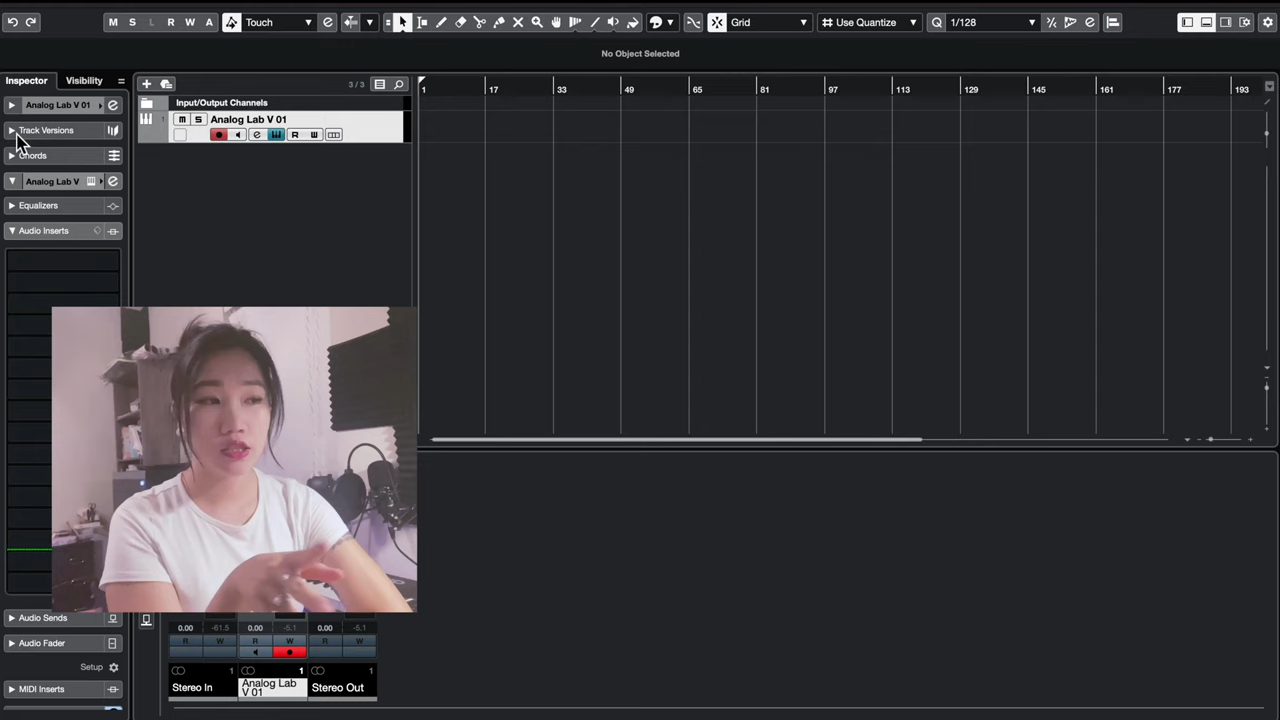 M S L R W A Touch Grid Use Quantize Q 1/128
No Object Selected
Inspector Visibility 3/3 1 17 33 49 65 81 97 113 129 145 161 177 193
Analog Lab V 01 Input/Output Channels
1 m S Analog Lab V 01
Track Versions R W
Chords
Analog Lab V
Equalizers
Audio Inserts
Audio Sends
0.00 -61.5 0.00 -5.1 0.00 -5.1
Audio Fader R W R W R W
Setup 1 1 1
MIDI Inserts Stereo In Analog Lab V 01 Stereo Out